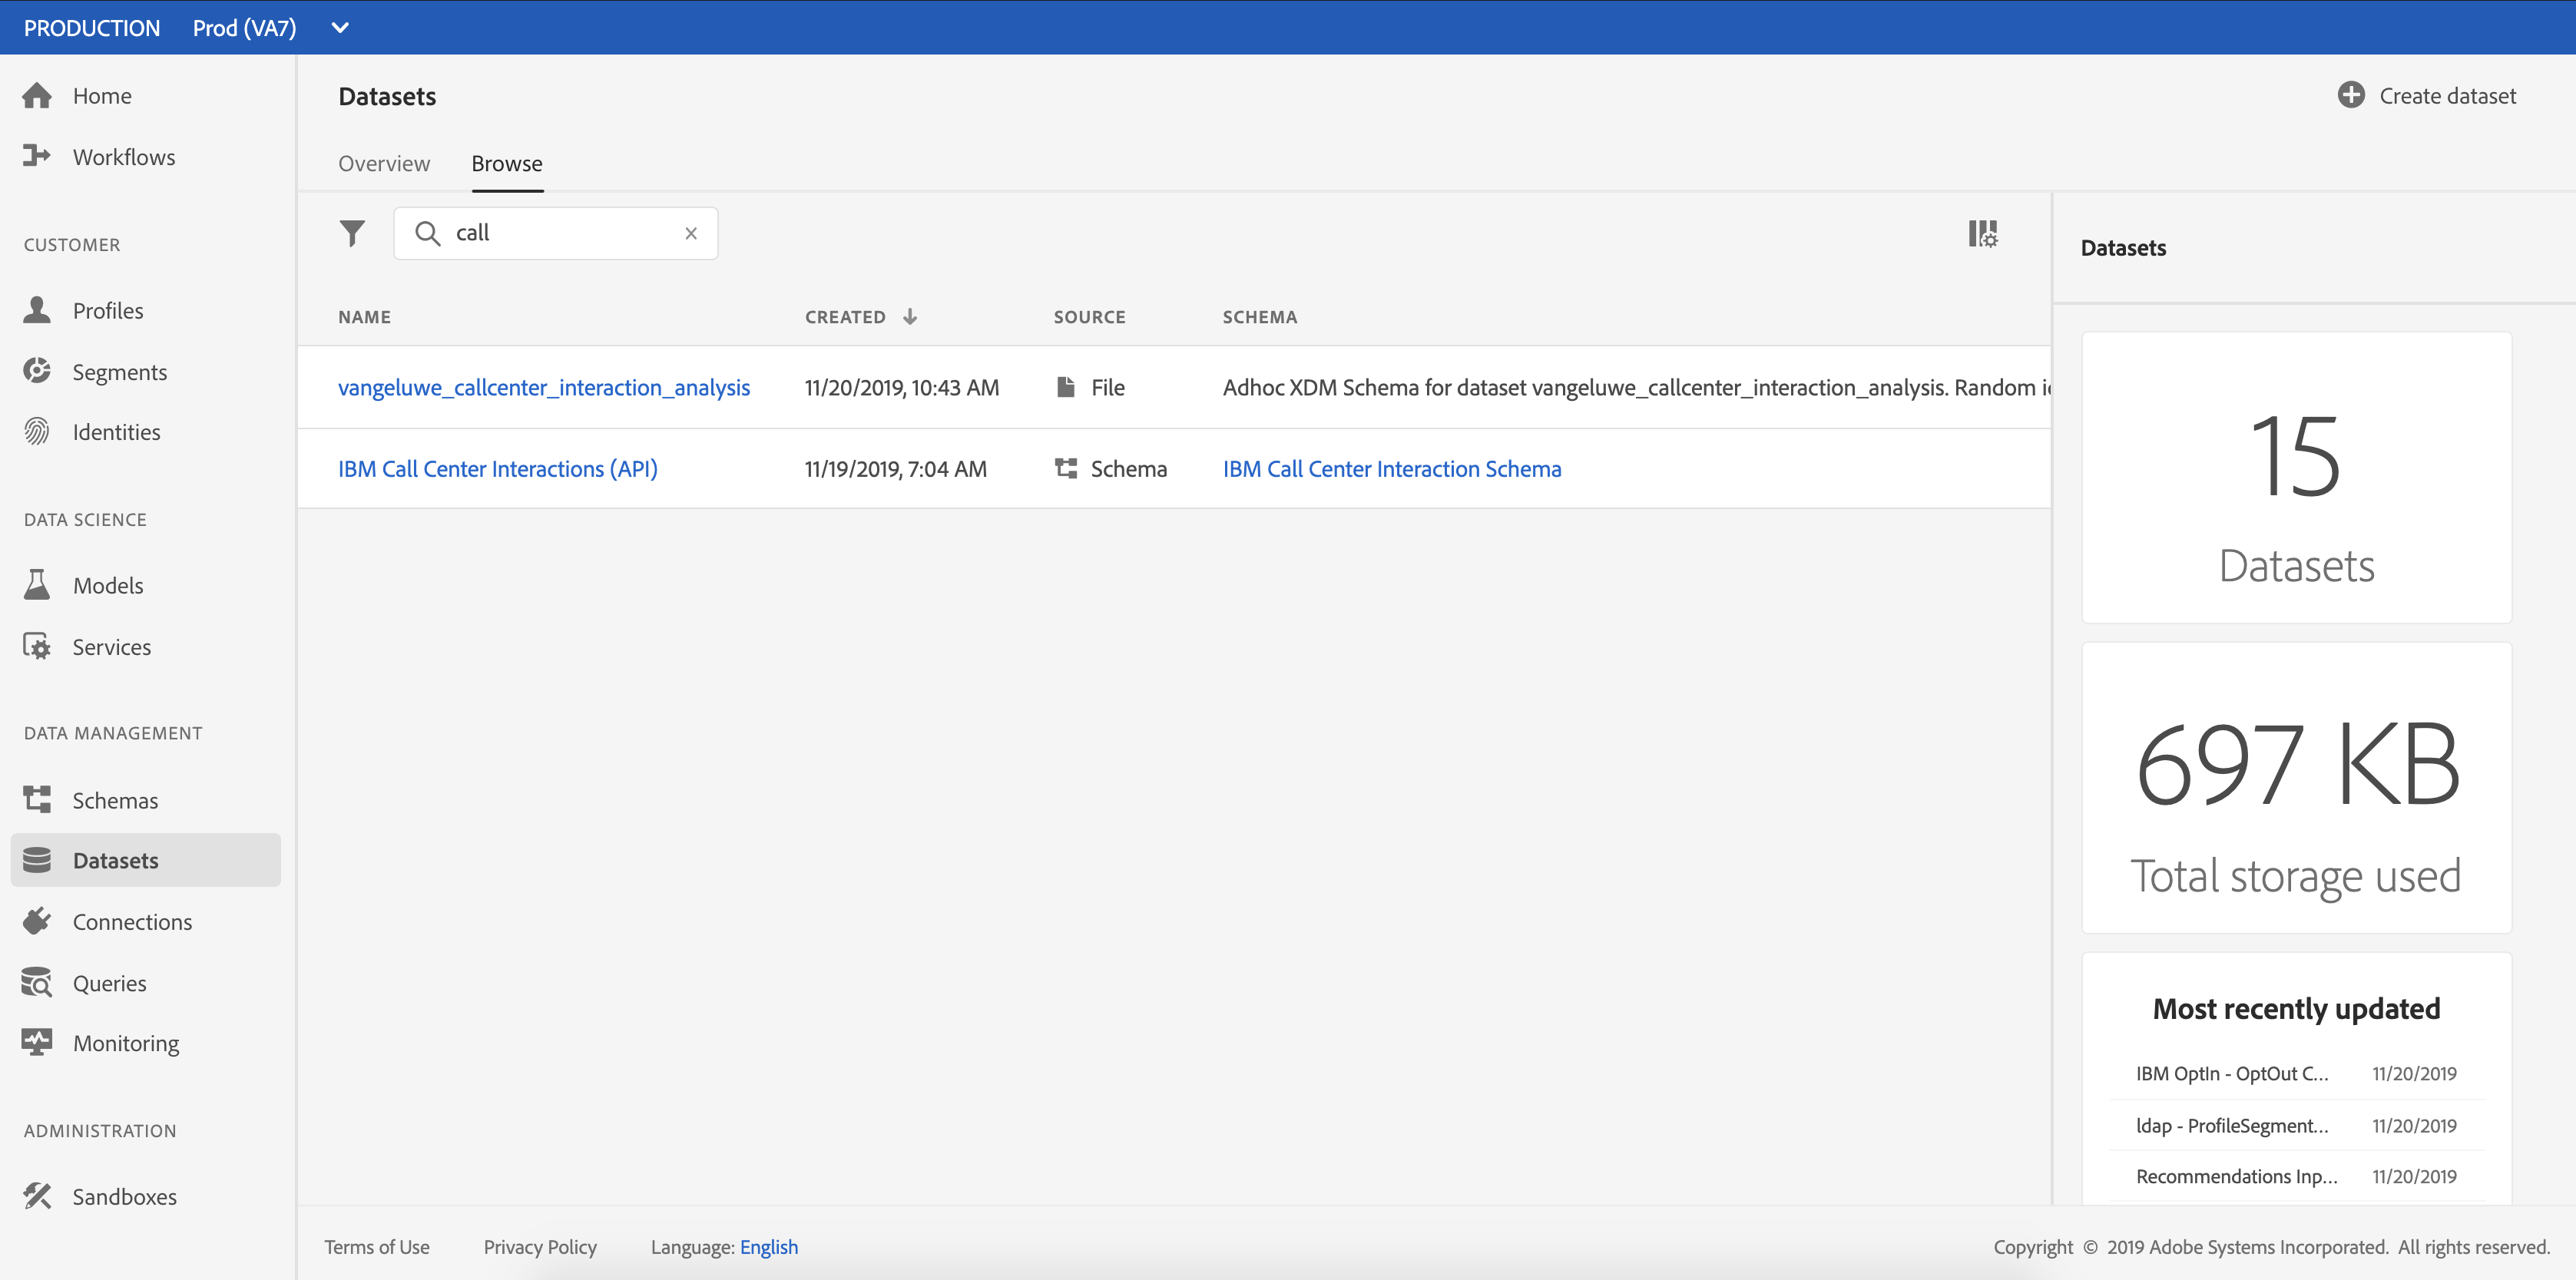 PRODUCTION Prod (VA7)
Home
Workflows
CUSTOMER
Profiles
Segments
Identities
DATA SCIENCE
Models
Services
DATA MANAGEMENT
Schemas
Datasets
Connections
Queries
Monitoring
ADMINISTRATION
Sandboxes
Datasets
Create dataset
Overview Browse
call
NAME CREATED SOURCE SCHEMA
vangeluwe_callcenter_interaction_analysis 11/20/2019, 10:43 AM File Adhoc XDM Schema for dataset vangeluwe_callcenter_interaction_analysis. Random
IBM Call Center Interactions (API) 11/19/2019, 7:04 AM Schema IBM Call Center Interaction Schema
Datasets
15
Datasets
697 KB
Total storage used
Most recently updated
IBM OptIn - OptOut C... 11/20/2019
ldap - ProfileSegment... 11/20/2019
Recommendations Inp... 11/20/2019
Terms of Use Privacy Policy Language: English
Copyright © 2019 Adobe Systems Incorporated. All rights reserved.